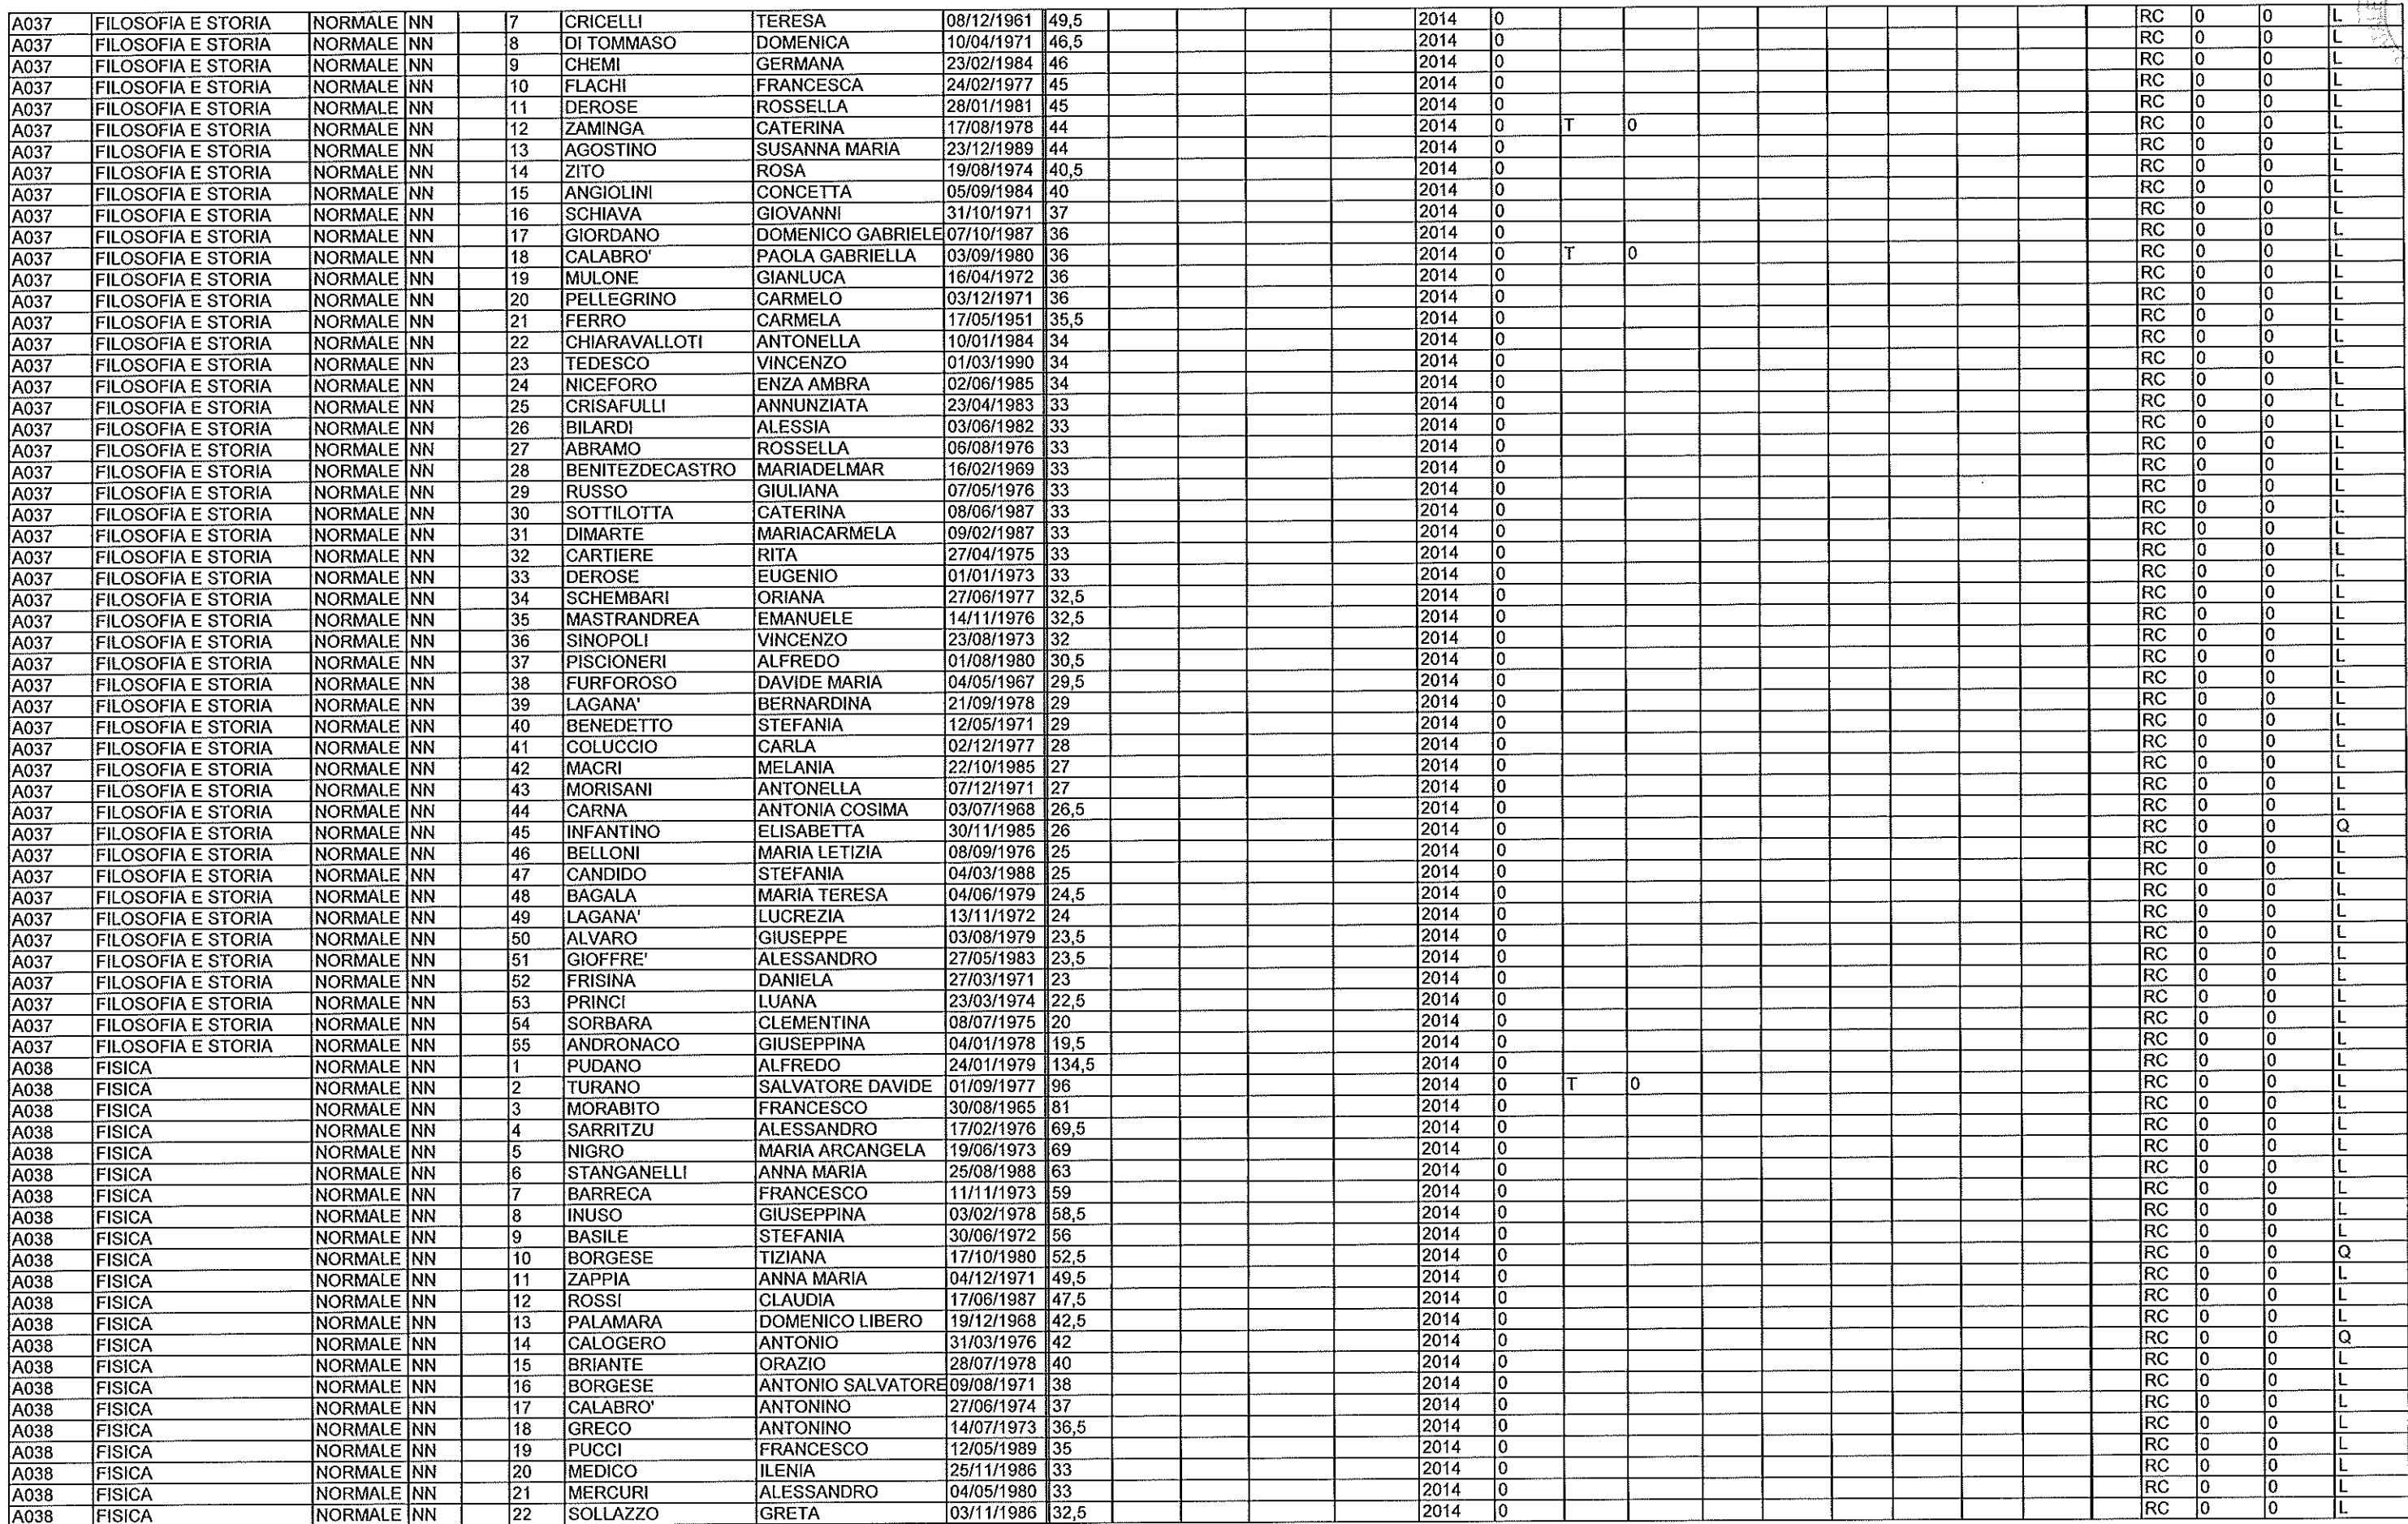 A037 FILOSOFIA E STORIA NORMALE NN 7 CRICELLI TERESA 08/12/1961 49,5 2014 0 RC 0 0 L
A037 FILOSOFIA E STORIA NORMALE NN 8 DI TOMMASO DOMENICA 10/04/1971 46,5 2014 0 RC 0 0 L
A037 FILOSOFIA E STORIA NORMALE NN 9 CHEMI GERMANA 23/02/1984 46 2014 0 RC 0 0 L
A037 FILOSOFIA E STORIA NORMALE NN 10 FLACHI FRANCESCA 24/02/1977 45 2014 0 RC 0 0 L
A037 FILOSOFIA E STORIA NORMALE NN 11 DEROSE ROSSELLA 28/01/1981 45 2014 0 RC 0 0 L
A037 FILOSOFIA E STORIA NORMALE NN 12 ZAMINGA CATERINA 17/08/1978 44 2014 0 T 0 RC 0 0 L
A037 FILOSOFIA E STORIA NORMALE NN 13 AGOSTINO SUSANNA MARIA 23/12/1989 44 2014 0 RC 0 0 L
A037 FILOSOFIA E STORIA NORMALE NN 14 ZITO ROSA 19/08/1974 40,5 2014 0 RC 0 0 L
A037 FILOSOFIA E STORIA NORMALE NN 15 ANGIOLINI CONCETTA 05/09/1984 40 2014 0 RC 0 0 L
A037 FILOSOFIA E STORIA NORMALE NN 16 SCHIAVA GIOVANNI 31/10/1971 37 2014 0 RC 0 0 L
A037 FILOSOFIA E STORIA NORMALE NN 17 GIORDANO DOMENICO GABRIELE 07/10/1987 36 2014 0 RC 0 0 L
A037 FILOSOFIA E STORIA NORMALE NN 18 CALABRO' PAOLA GABRIELLA 03/09/1980 36 2014 0 T 0 RC 0 0 L
A037 FILOSOFIA E STORIA NORMALE NN 19 MULONE GIANLUCA 16/04/1972 36 2014 0 RC 0 0 L
A037 FILOSOFIA E STORIA NORMALE NN 20 PELLEGRINO CARMELO 03/12/1971 36 2014 0 RC 0 0 L
A037 FILOSOFIA E STORIA NORMALE NN 21 FERRO CARMELA 17/05/1951 35,5 2014 0 RC 0 0 L
A037 FILOSOFIA E STORIA NORMALE NN 22 CHIARAVALLOTI ANTONELLA 10/01/1984 34 2014 0 RC 0 0 L
A037 FILOSOFIA E STORIA NORMALE NN 23 TEDESCO VINCENZO 01/03/1990 34 2014 0 RC 0 0 L
A037 FILOSOFIA E STORIA NORMALE NN 24 NICEFORO ENZA AMBRA 02/06/1985 34 2014 0 RC 0 0 L
A037 FILOSOFIA E STORIA NORMALE NN 25 CRISAFULLI ANNUNZIATA 23/04/1983 33 2014 0 RC 0 0 L
A037 FILOSOFIA E STORIA NORMALE NN 26 BILARDI ALESSIA 03/06/1982 33 2014 0 RC 0 0 L
A037 FILOSOFIA E STORIA NORMALE NN 27 ABRAMO ROSSELLA 06/08/1976 33 2014 0 RC 0 0 L
A037 FILOSOFIA E STORIA NORMALE NN 28 BENITEZDECASTRO MARIADELMAR 16/02/1969 33 2014 0 RC 0 0 L
A037 FILOSOFIA E STORIA NORMALE NN 29 RUSSO GIULIANA 07/05/1976 33 2014 0 RC 0 0 L
A037 FILOSOFIA E STORIA NORMALE NN 30 SOTTILOTTA CATERINA 08/06/1987 33 2014 0 RC 0 0 L
A037 FILOSOFIA E STORIA NORMALE NN 31 DIMARTE MARIACARMELA 09/02/1987 33 2014 0 RC 0 0 L
A037 FILOSOFIA E STORIA NORMALE NN 32 CARTIERE RITA 27/04/1975 33 2014 0 RC 0 0 L
A037 FILOSOFIA E STORIA NORMALE NN 33 DEROSE EUGENIO 01/01/1973 33 2014 0 RC 0 0 L
A037 FILOSOFIA E STORIA NORMALE NN 34 SCHEMBARI ORIANA 27/06/1977 32,5 2014 0 RC 0 0 L
A037 FILOSOFIA E STORIA NORMALE NN 35 MASTRANDREA EMANUELE 14/11/1976 32,5 2014 0 RC 0 0 L
A037 FILOSOFIA E STORIA NORMALE NN 36 SINOPOLI VINCENZO 23/08/1973 32 2014 0 RC 0 0 L
A037 FILOSOFIA E STORIA NORMALE NN 37 PISCIONERI ALFREDO 01/08/1980 30,5 2014 0 RC 0 0 L
A037 FILOSOFIA E STORIA NORMALE NN 38 FURFOROSO DAVIDE MARIA 04/05/1967 29,5 2014 0 RC 0 0 L
A037 FILOSOFIA E STORIA NORMALE NN 39 LAGANA' BERNARDINA 21/09/1978 29 2014 0 RC 0 0 L
A037 FILOSOFIA E STORIA NORMALE NN 40 BENEDETTO STEFANIA 12/05/1971 29 2014 0 RC 0 0 L
A037 FILOSOFIA E STORIA NORMALE NN 41 COLUCCIO CARLA 02/12/1977 28 2014 0 RC 0 0 L
A037 FILOSOFIA E STORIA NORMALE NN 42 MACRI MELANIA 22/10/1985 27 2014 0 RC 0 0 L
A037 FILOSOFIA E STORIA NORMALE NN 43 MORISANI ANTONELLA 07/12/1971 27 2014 0 RC 0 0 L
A037 FILOSOFIA E STORIA NORMALE NN 44 CARNA ANTONIA COSIMA 03/07/1968 26,5 2014 0 RC 0 0 L
A037 FILOSOFIA E STORIA NORMALE NN 45 INFANTINO ELISABETTA 30/11/1985 26 2014 0 RC 0 0 Q
A037 FILOSOFIA E STORIA NORMALE NN 46 BELLONI MARIA LETIZIA 08/09/1976 25 2014 0 RC 0 0 L
A037 FILOSOFIA E STORIA NORMALE NN 47 CANDIDO STEFANIA 04/03/1988 25 2014 0 RC 0 0 L
A037 FILOSOFIA E STORIA NORMALE NN 48 BAGALA MARIA TERESA 04/06/1979 24,5 2014 0 RC 0 0 L
A037 FILOSOFIA E STORIA NORMALE NN 49 LAGANA' LUCREZIA 13/11/1972 24 2014 0 RC 0 0 L
A037 FILOSOFIA E STORIA NORMALE NN 50 ALVARO GIUSEPPE 03/08/1979 23,5 2014 0 RC 0 0 L
A037 FILOSOFIA E STORIA NORMALE NN 51 GIOFFRE' ALESSANDRO 27/05/1983 23,5 2014 0 RC 0 0 L
A037 FILOSOFIA E STORIA NORMALE NN 52 FRISINA DANIELA 27/03/1971 23 2014 0 RC 0 0 L
A037 FILOSOFIA E STORIA NORMALE NN 53 PRINCI LUANA 23/03/1974 22,5 2014 0 RC 0 0 L
A037 FILOSOFIA E STORIA NORMALE NN 54 SORBARA CLEMENTINA 08/07/1975 20 2014 0 RC 0 0 L
A037 FILOSOFIA E STORIA NORMALE NN 55 ANDRONACO GIUSEPPINA 04/01/1978 19,5 2014 0 RC 0 0 L
A038 FISICA NORMALE NN 1 PUDANO ALFREDO 24/01/1979 134,5 2014 0 RC 0 0 L
A038 FISICA NORMALE NN 2 TURANO SALVATORE DAVIDE 01/09/1977 96 2014 0 T 0 RC 0 0 L
A038 FISICA NORMALE NN 3 MORABITO FRANCESCO 30/08/1965 81 2014 0 RC 0 0 L
A038 FISICA NORMALE NN 4 SARRITZU ALESSANDRO 17/02/1976 69,5 2014 0 RC 0 0 L
A038 FISICA NORMALE NN 5 NIGRO MARIA ARCANGELA 19/06/1973 69 2014 0 RC 0 0 L
A038 FISICA NORMALE NN 6 STANGANELLI ANNA MARIA 25/08/1988 63 2014 0 RC 0 0 L
A038 FISICA NORMALE NN 7 BARRECA FRANCESCO 11/11/1973 59 2014 0 RC 0 0 L
A038 FISICA NORMALE NN 8 INUSO GIUSEPPINA 03/02/1978 58,5 2014 0 RC 0 0 L
A038 FISICA NORMALE NN 9 BASILE STEFANIA 30/06/1972 56 2014 0 RC 0 0 L
A038 FISICA NORMALE NN 10 BORGESE TIZIANA 17/10/1980 52,5 2014 0 RC 0 0 Q
A038 FISICA NORMALE NN 11 ZAPPIA ANNA MARIA 04/12/1971 49,5 2014 0 RC 0 0 L
A038 FISICA NORMALE NN 12 ROSSI CLAUDIA 17/06/1987 47,5 2014 0 RC 0 0 L
A038 FISICA NORMALE NN 13 PALAMARA DOMENICO LIBERO 19/12/1968 42,5 2014 0 RC 0 0 L
A038 FISICA NORMALE NN 14 CALOGERO ANTONIO 31/03/1976 42 2014 0 RC 0 0 Q
A038 FISICA NORMALE NN 15 BRIANTE ORAZIO 28/07/1978 40 2014 0 RC 0 0 L
A038 FISICA NORMALE NN 16 BORGESE ANTONIO SALVATORE 09/08/1971 38 2014 0 RC 0 0 L
A038 FISICA NORMALE NN 17 CALABRO' ANTONINO 27/06/1974 37 2014 0 RC 0 0 L
A038 FISICA NORMALE NN 18 GRECO ANTONINO 14/07/1973 36,5 2014 0 RC 0 0 L
A038 FISICA NORMALE NN 19 PUCCI FRANCESCO 12/05/1989 35 2014 0 RC 0 0 L
A038 FISICA NORMALE NN 20 MEDICO ILENIA 25/11/1986 33 2014 0 RC 0 0 L
A038 FISICA NORMALE NN 21 MERCURI ALESSANDRO 04/05/1980 33 2014 0 RC 0 0 L
A038 FISICA NORMALE NN 22 SOLLAZZO GRETA 03/11/1986 32,5 2014 0 RC 0 0 L